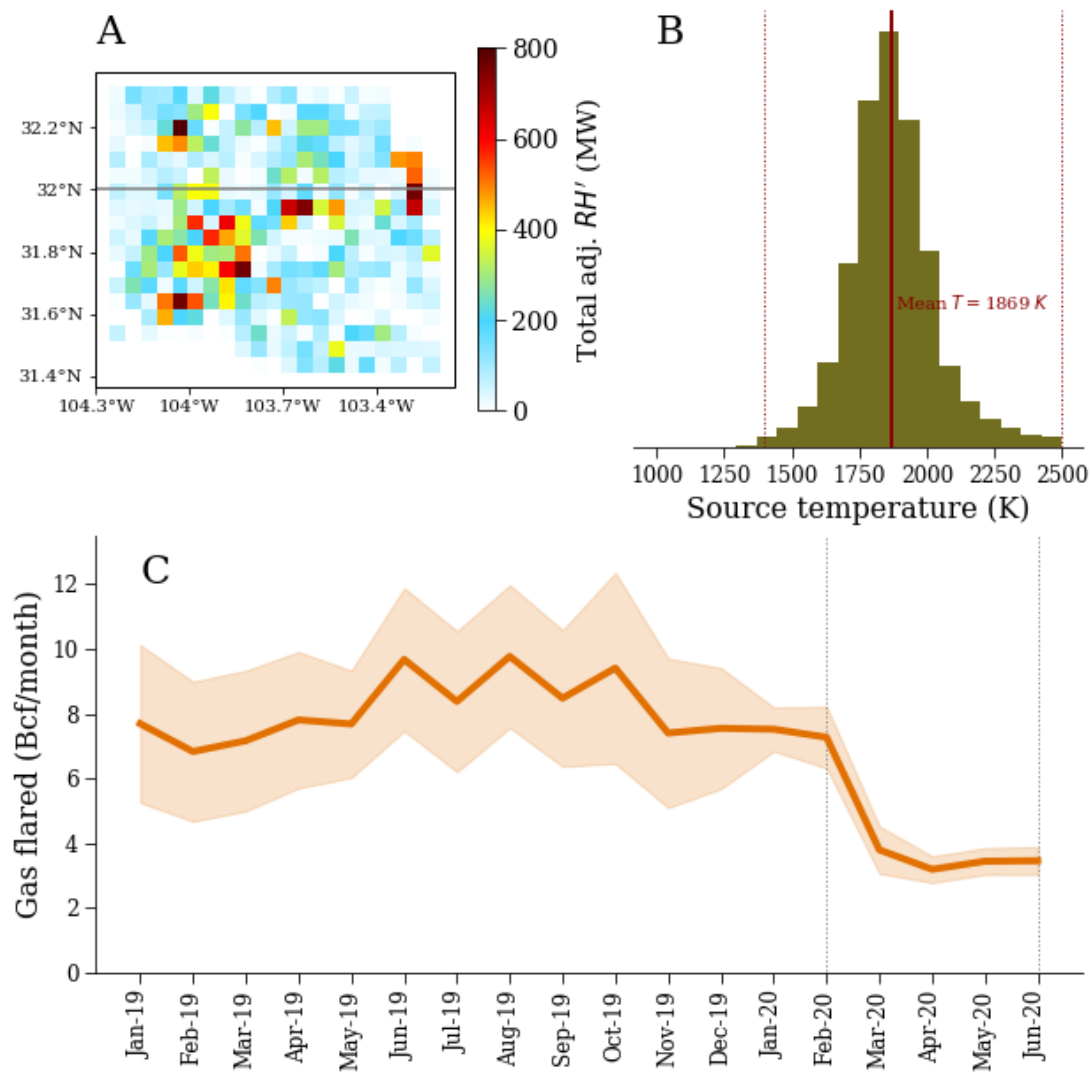 A
32.2°N
32°N
31.8°N
31.6°N
31.4°N
104.3°W 104°W 103.7°W 103.4°W
800
600
400
200
0
Total adj. RH′ (MW)
B
Mean T = 1869 K
1000 1250 1500 1750 2000 2250 2500
Source temperature (K)
C
Gas flared (Bcf/month)
12
10
8
6
4
2
0
Jan-19
Feb-19
Mar-19
Apr-19
May-19
Jun-19
Jul-19
Aug-19
Sep-19
Oct-19
Nov-19
Dec-19
Jan-20
Feb-20
Mar-20
Apr-20
May-20
Jun-20